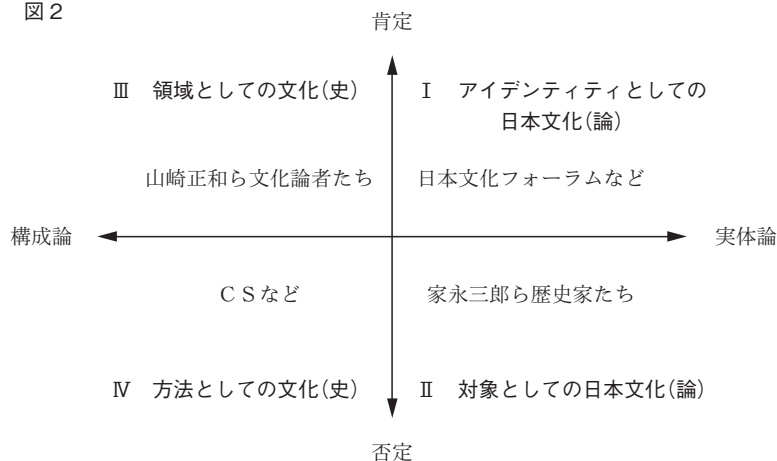 図2
肯定
Ⅲ 領域としての文化(史)
Ⅰ アイデンティティとしての
日本文化(論)
山崎正和ら文化論者たち
日本文化フォーラムなど
構成論
実体論
CSなど
家永三郎ら歴史家たち
Ⅳ 方法としての文化(史)
Ⅱ 対象としての日本文化(論)
否定